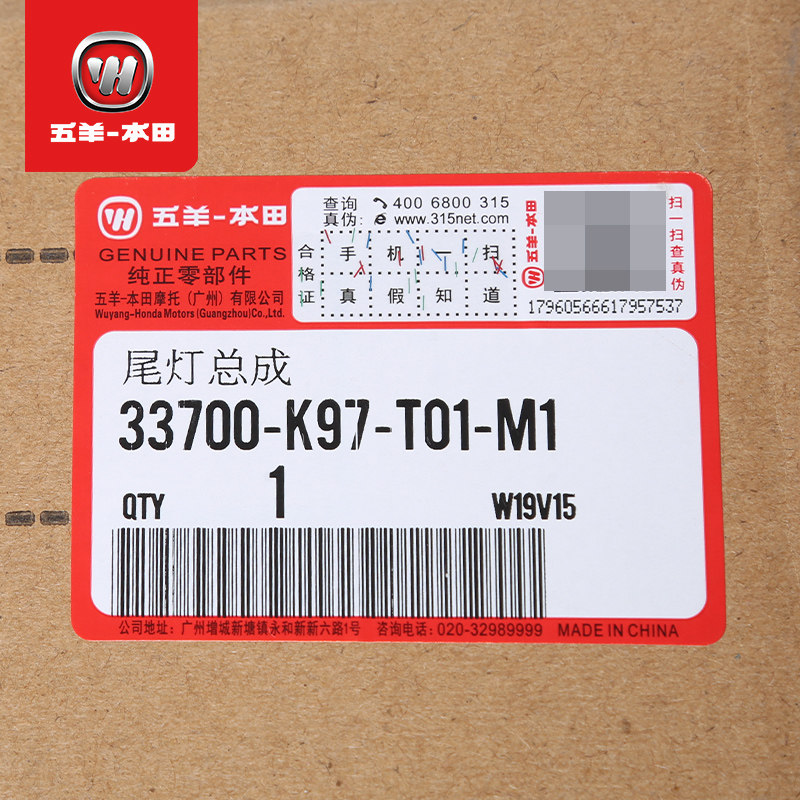 五羊-本田
五羊-本田
GENUINE PARTS
纯正零部件
五羊-本田摩托(广州)有限公司
Wuyang-Honda Motors (Guangzhou) Co., Ltd.
查询 400 6800 315
真伪: www.315net.com
合格证
手机一扫
真假知道
五羊-本田
扫一扫查真伪
17960566617957537
尾灯总成
33700-K97-T01-M1
QTY 1 W19V15
公司地址: 广州增城新塘镇永和新新六路1号 咨询电话: 020-32989999 MADE IN CHINA